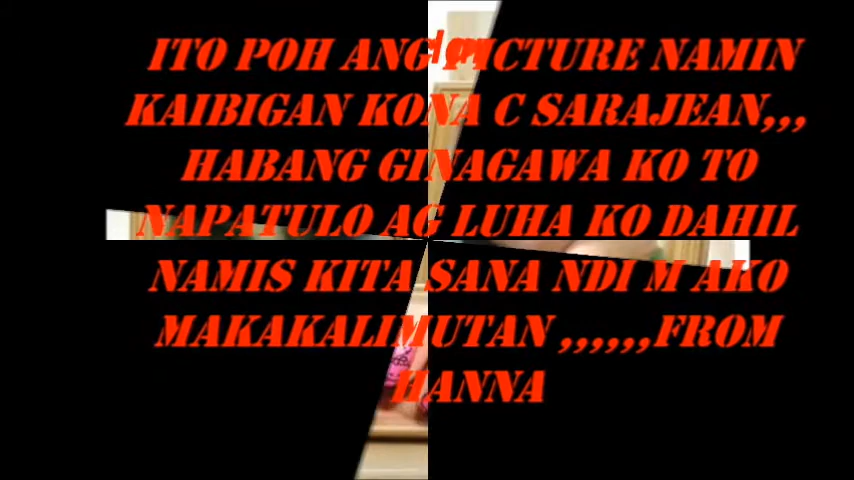 ITO POH ANG PICTURE NAMIN
KAIBIGAN KONA C SARAJEAN,,,
HABANG GINAGAWA KO TO
NAPATULO AG LUHA KO DAHIL
NAMIS KITA SANA NDI M AKO
MAKAKALIMUTAN ,,,,,,FROM
HANNA